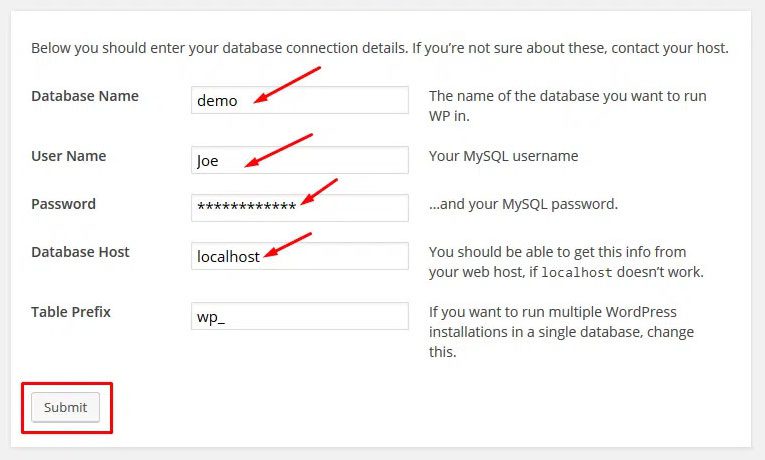 Below you should enter your database connection details. If you’re not sure about these, contact your host.
Database Name
demo
The name of the database you want to run
WP in.
User Name
Joe
Your MySQL username
Password
************
…and your MySQL password.
Database Host
localhost
You should be able to get this info from
your web host, if localhost doesn’t work.
Table Prefix
wp_
If you want to run multiple WordPress
installations in a single database, change
this.
Submit